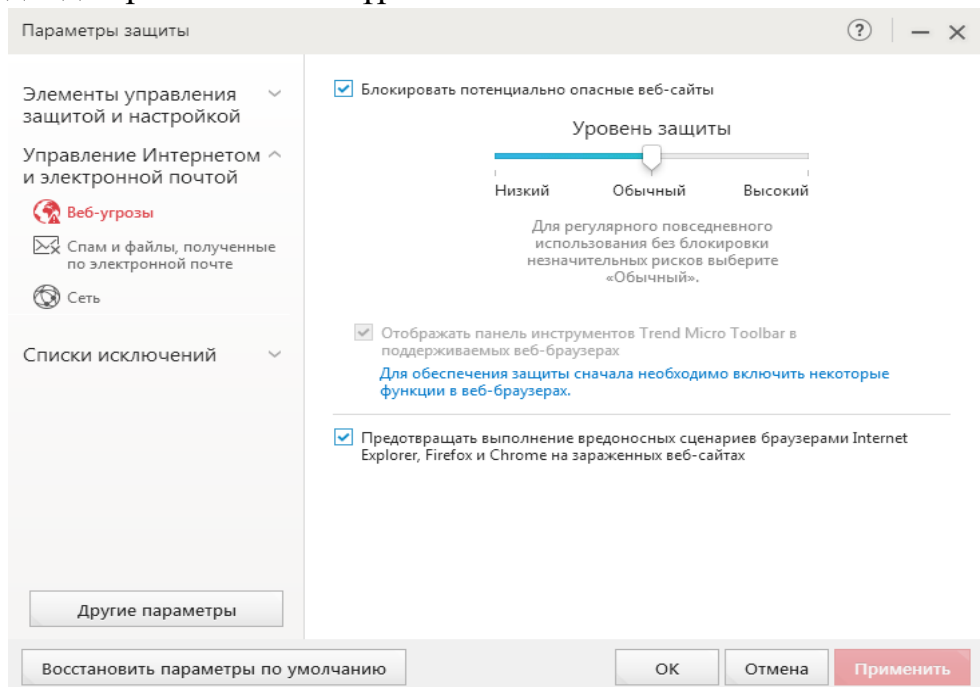 Параметры защиты
Элементы управления
защитой и настройкой
Управление Интернетом
и электронной почтой
Веб-угрозы
Спам и файлы, полученные
по электронной почте
Сеть
Списки исключений
Другие параметры
Блокировать потенциально опасные веб-сайты
Уровень защиты
Низкий Обычный Высокий
Для регулярного повседневного
использования без блокировки
незначительных рисков выберите
«Обычный».
Отображать панель инструментов Trend Micro Toolbar в
поддерживаемых веб-браузерах
Для обеспечения защиты сначала необходимо включить некоторые
функции в веб-браузерах.
Предотвращать выполнение вредоносных сценариев браузерами Internet
Explorer, Firefox и Chrome на зараженных веб-сайтах
Восстановить параметры по умолчанию
ОК Отмена Применить